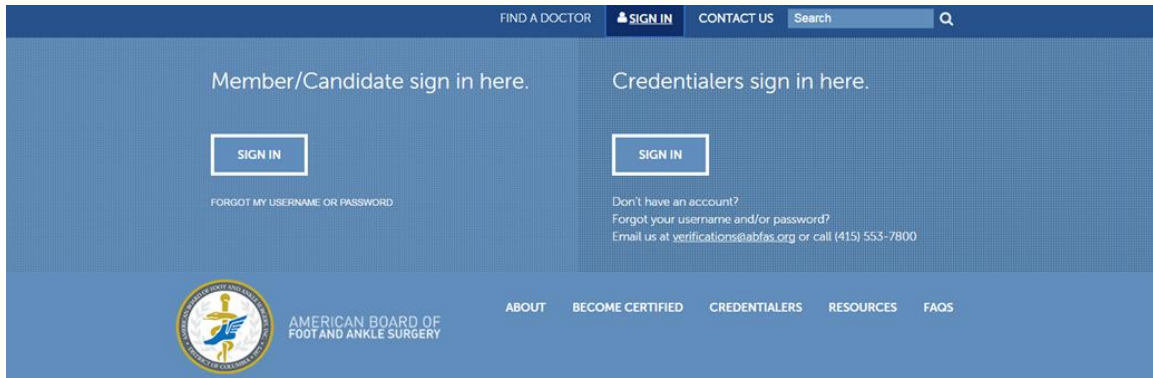 FIND A DOCTOR SIGN IN CONTACT US Search
Member/Candidate sign in here.
SIGN IN
FORGOT MY USERNAME OR PASSWORD
Credentialers sign in here.
SIGN IN
Don't have an account?
Forgot your username and/or password?
Email us at verifications@abfas.org or call (415) 553-7800
AMERICAN BOARD OF
FOOT AND ANKLE SURGERY
ABOUT BECOME CERTIFIED CREDENTIALERS RESOURCES FAQS